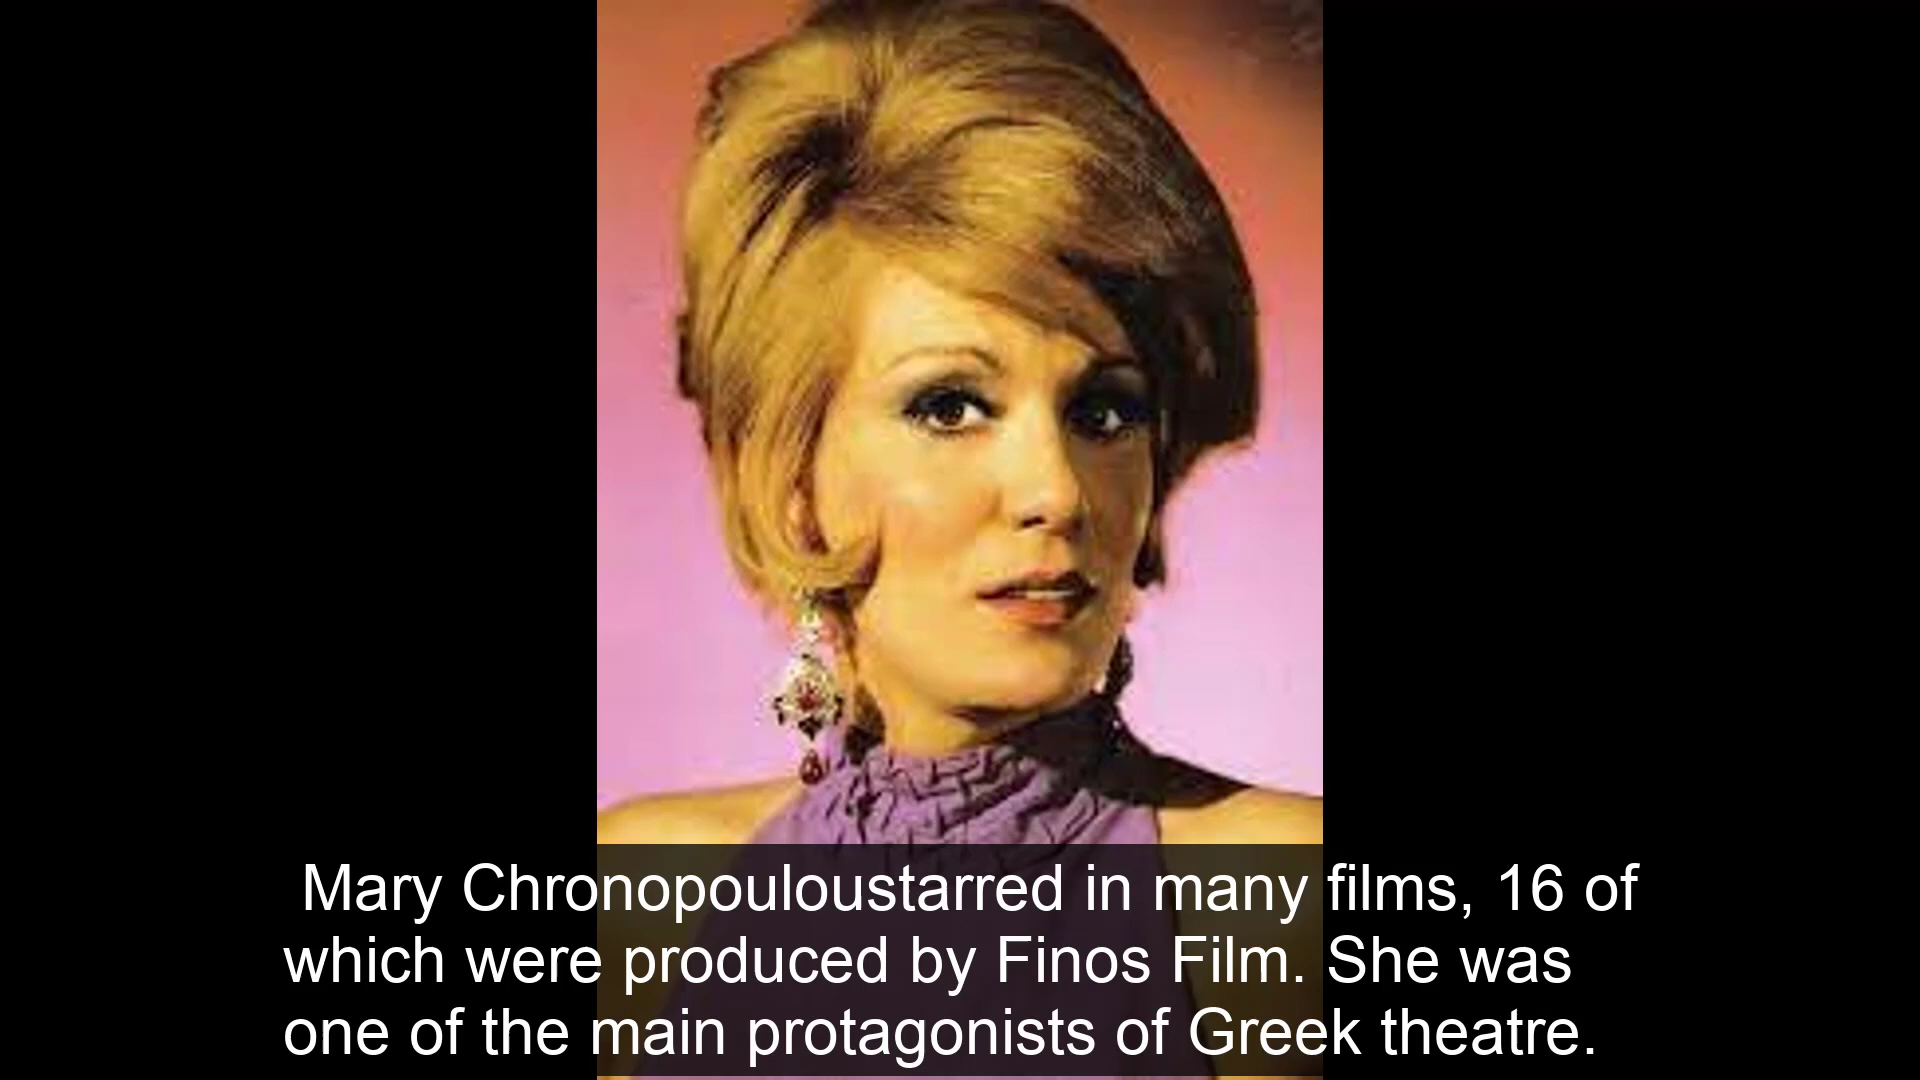 Mary Chronopouloustarred in many films, 16 of
which were produced by Finos Film. She was
one of the main protagonists of Greek theatre.